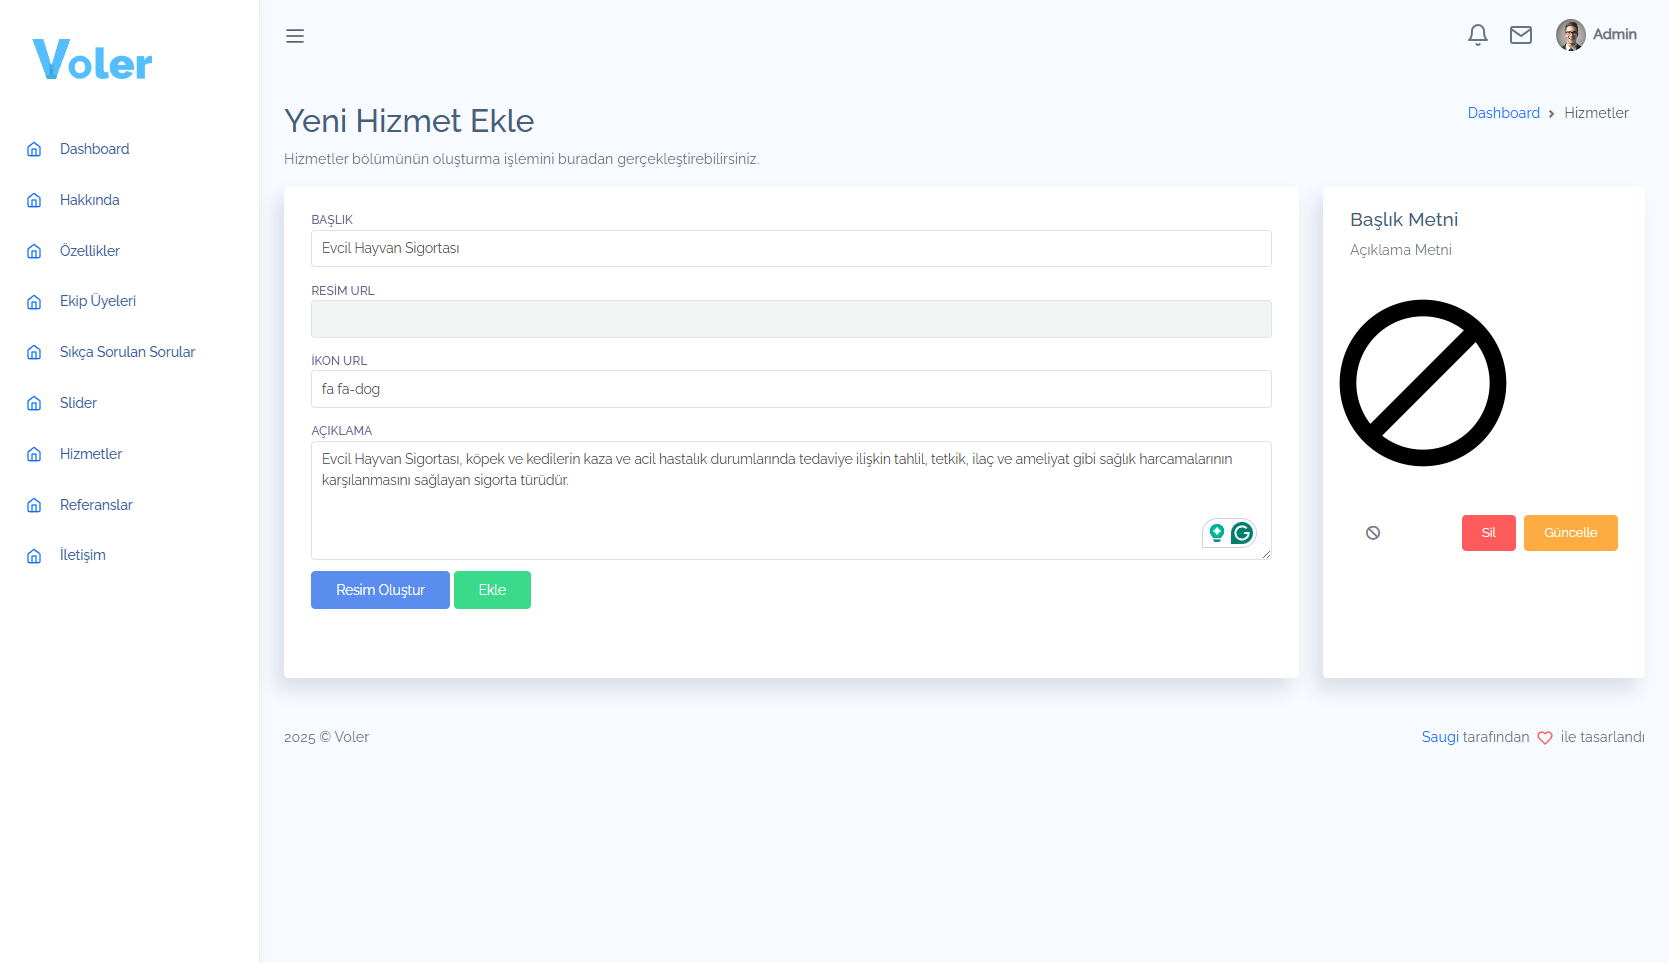 Voler
Admin
Dashboard
Hakkında
Özellikler
Ekip Üyeleri
Sıkça Sorulan Sorular
Slider
Hizmetler
Referanslar
İletişim
Yeni Hizmet Ekle
Hizmetler bölümünün oluşturma işlemini buradan gerçekleştirebilirsiniz.
Dashboard > Hizmetler
BAŞLIK
Evcil Hayvan Sigortası
RESİM URL
İKON URL
fa fa-dog
AÇIKLAMA
Evcil Hayvan Sigortası, köpek ve kedilerin kaza ve acil hastalık durumlarında tedaviye ilişkin tahlil, tetkik, ilaç ve ameliyat gibi sağlık harcamalarının
karşılanmasını sağlayan sigorta türüdür.
Resim Oluştur
Ekle
Başlık Metni
Açıklama Metni
Sil
Güncelle
2025 © Voler
Saugi tarafından ile tasarlandı